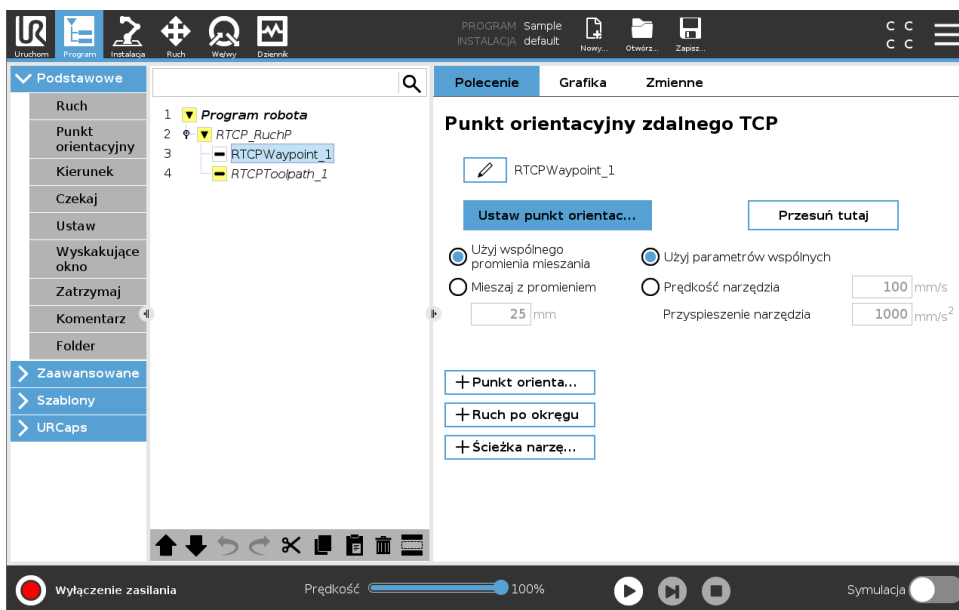 Uruchom
Program
Instalacja
Ruch
We/wy
Dziennik
PROGRAM Sample
INSTALACJA default
Nowy...
Otwórz...
Zapisz...
C C
C C
Podstawowe
Ruch
Punkt
orientacyjny
Kierunek
Czekaj
Ustaw
Wyskakujące
okno
Zatrzymaj
Komentarz
Folder
Zaawansowane
Szablony
URCaps
1 Program robota
2 RTCP_RuchP
3 RTCPWaypoint_1
4 RTCPToolpath_1
Polecenie
Grafika
Zmienne
Punkt orientacyjny zdalnego TCP
RTCPWaypoint_1
Ustaw punkt orientac...
Przesuń tutaj
Użyj wspólnego
promienia mieszania
Mieszaj z promieniem
25 mm
Użyj parametrów wspólnych
Prędkość narzędzia 100 mm/s
Przyspieszenie narzędzia 1000 mm/s²
+ Punkt orienta...
+ Ruch po okręgu
+ Ścieżka narzę...
Wyłączenie zasilania
Prędkość 100%
Symulacja